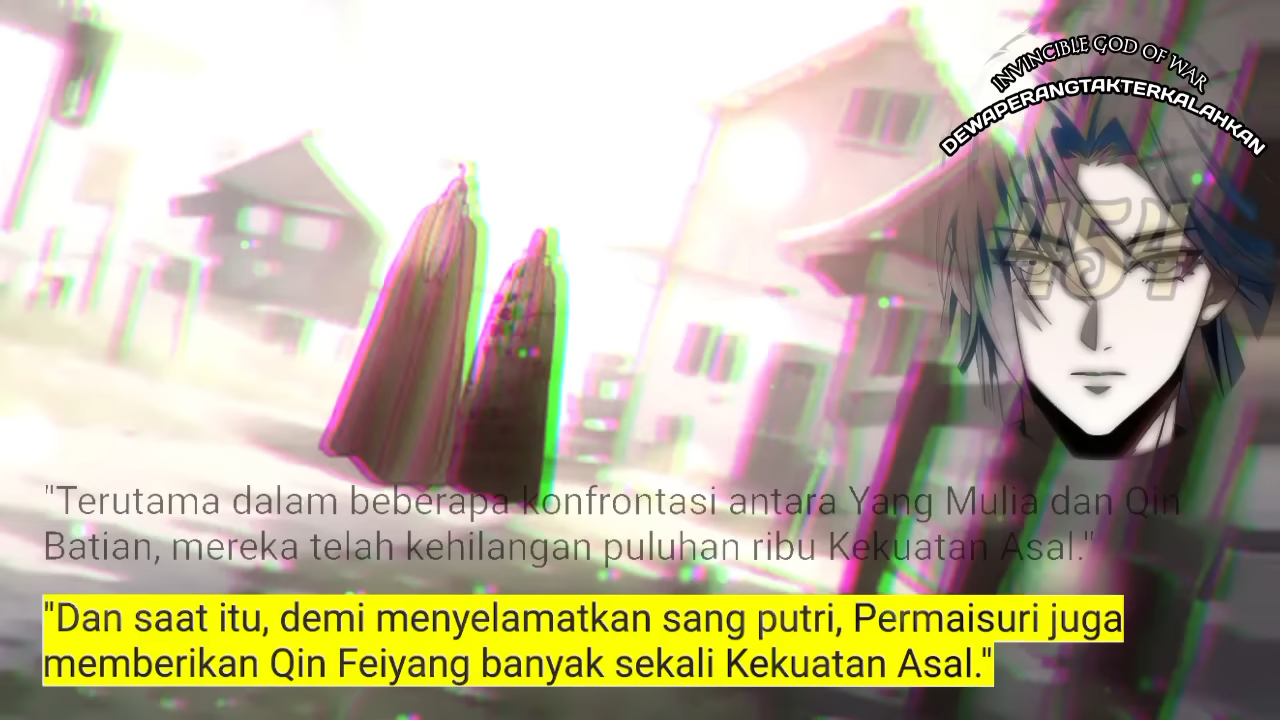 INVINCIBLE GOD OF WAR
DEWAPERANGTAKTERKALAHKAN
"Terutama dalam beberapa konfrontasi antara Yang Mulia dan Qin
Batian, mereka telah kehilangan puluhan ribu Kekuatan Asal."
"Dan saat itu, demi menyelamatkan sang putri, Permaisuri juga
memberikan Qin Feiyang banyak sekali Kekuatan Asal."